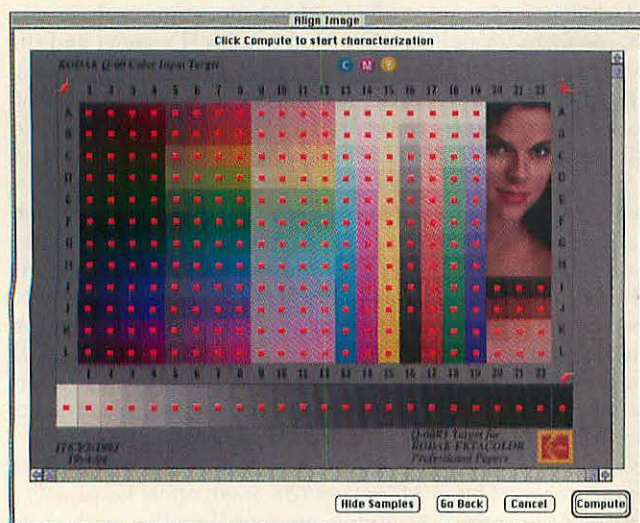 Align Image
Click Compute to start characterization
KODAK Q-60 Color Input Target
C M Y
1 2 3 4 5 6 7 8 9 10 11 12 13 14 15 16 17 18 19 20 21 22
A A
B B
C C
D D
E E
F F
G G
H H
I I
J J
K K
L L
1 2 3 4 5 6 7 8 9 10 11 12 13 14 15 16 17 18 19 20 21 22
Q-60R1 Target for
KODAK EKTACOLOR
Professional Papers
IT8.7/2-1993
Hide Samples Go Back Cancel Compute